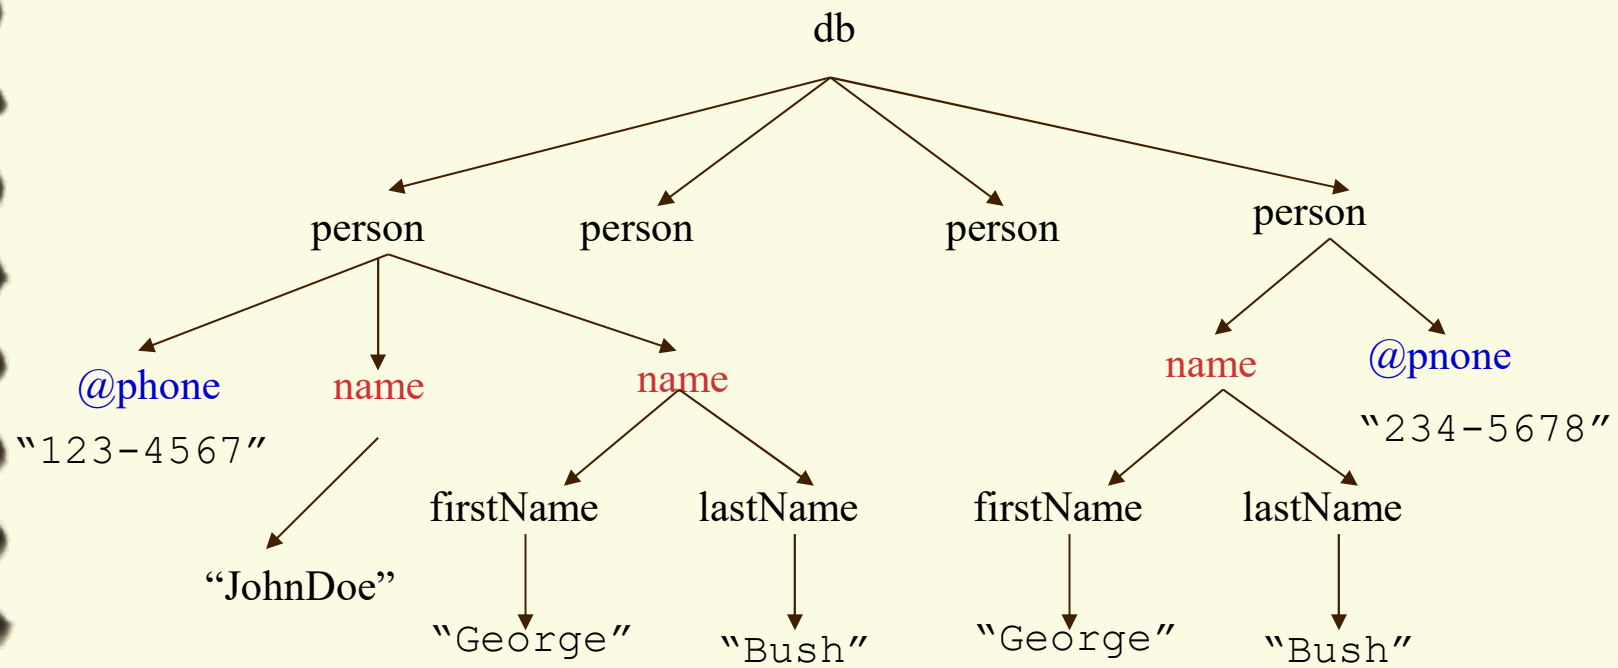 db
person
person
person
person
@phone
name
name
name
@pnone
“123-4567”
“234-5678”
firstName
lastName
firstName
lastName
“JohnDoe”
“George”
“Bush”
“George”
“Bush”